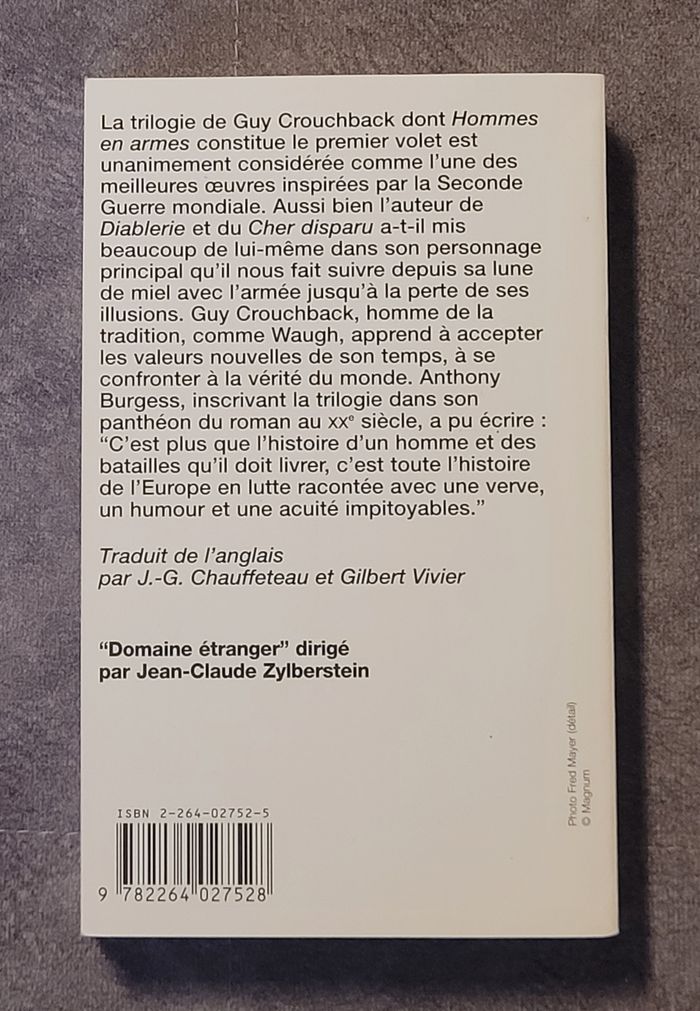 La trilogie de Guy Crouchback dont Hommes
en armes constitue le premier volet est
unanimement considérée comme l'une des
meilleures œuvres inspirées par la Seconde
Guerre mondiale. Aussi bien l'auteur de
Diablerie et du Cher disparu a-t-il mis
beaucoup de lui-même dans son personnage
principal qu'il nous fait suivre depuis sa lune
de miel avec l'armée jusqu'à la perte de ses
illusions. Guy Crouchback, homme de la
tradition, comme Waugh, apprend à accepter
les valeurs nouvelles de son temps, à se
confronter à la vérité du monde. Anthony
Burgess, inscrivant la trilogie dans son
panthéon du roman au XXe siècle, a pu écrire :
“C'est plus que l'histoire d'un homme et des
batailles qu'il doit livrer, c'est toute l'histoire
de l'Europe en lutte racontée avec une verve,
un humour et une acuité impitoyables.”
Traduit de l'anglais
par J.-G. Chauffeteau et Gilbert Vivier
“Domaine étranger” dirigé
par Jean-Claude Zylberstein
Photo Fred Mayer (détail)
© Magnum
ISBN 2-264-02752-5
9 782264 027528